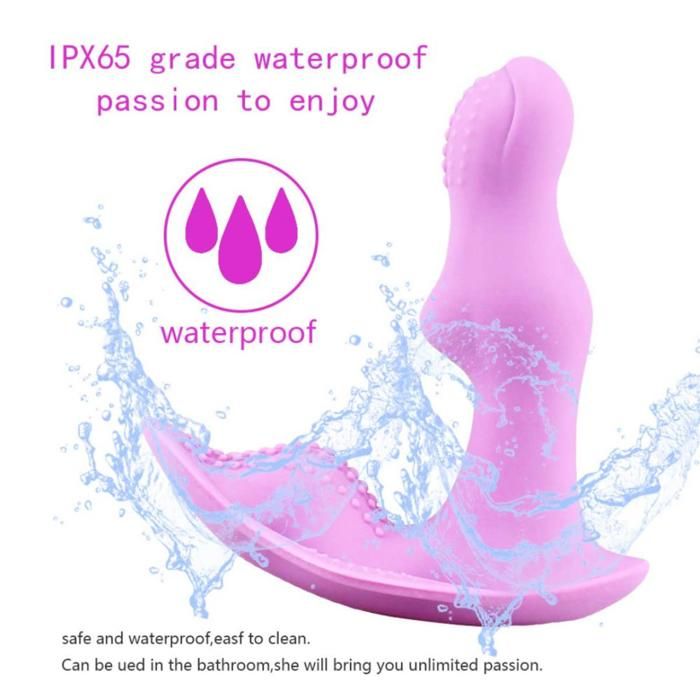 IPX65 grade waterproof
passion to enjoy
waterproof
safe and waterproof,easf to clean.
Can be ued in the bathroom,she will bring you unlimited passion.